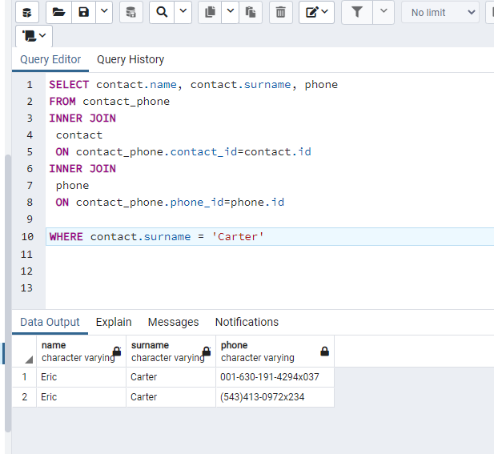 No limit
Query Editor Query History
1 SELECT contact.name, contact.surname, phone
2 FROM contact_phone
3 INNER JOIN
4 contact
5 ON contact_phone.contact_id=contact.id
6 INNER JOIN
7 phone
8 ON contact_phone.phone_id=phone.id
9
10 WHERE contact.surname = 'Carter'
11
12
13
Data Output Explain Messages Notifications
name surname phone
character varying character varying character varying
1 Eric Carter 001-630-191-4294x037
2 Eric Carter (543)413-0972x234